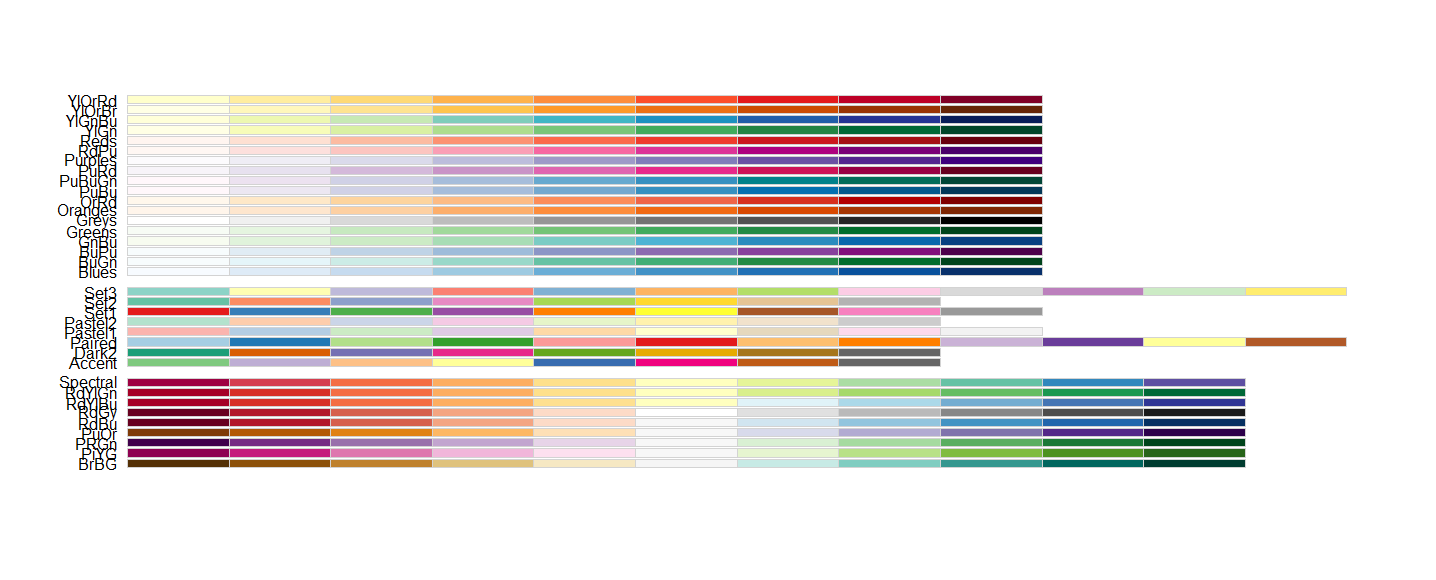 YlOrRd
YlOrBr
YlGnBu
YlGn
Reds
RdPu
Purples
PuRd
PuBuGn
PuBu
OrRd
Oranges
Greys
Greens
GnBu
BuPu
BuGn
Blues
Set3
Set2
Set1
Pastel2
Pastel1
Paired
Dark2
Accent
Spectral
RdYlGn
RdYlBu
RdGy
RdBu
PuOr
PRGn
PiYG
BrBG